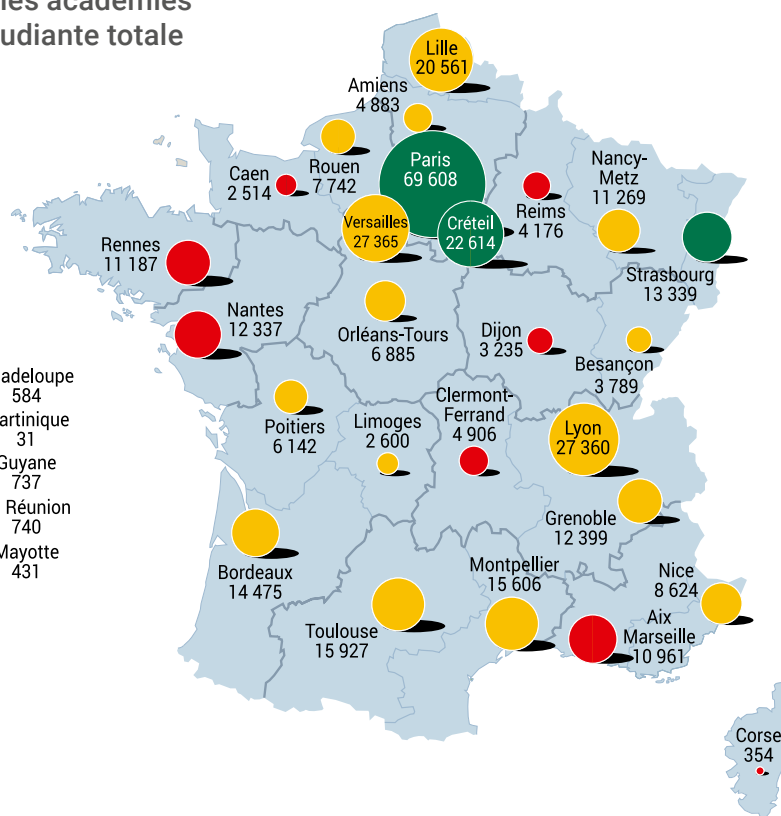 les académies
udiante totale
Lille
20 561
Amiens
4 883
Rouen
7 742
Caen
2 514
Paris
69 608
Versailles
27 365
Créteil
22 614
Reims
4 176
Nancy-
Metz
11 269
Strasbourg
13 339
Rennes
11 187
Nantes
12 337
Orléans-Tours
6 885
Dijon
3 235
Besançon
3 789
adeloupe
584
artinique
31
Guyane
737
Réunion
740
Mayotte
431
Poitiers
6 142
Limoges
2 600
Clermont-
Ferrand
4 906
Lyon
27 360
Grenoble
12 399
Bordeaux
14 475
Toulouse
15 927
Montpellier
15 606
Nice
8 624
Aix
Marseille
10 961
Corse
354